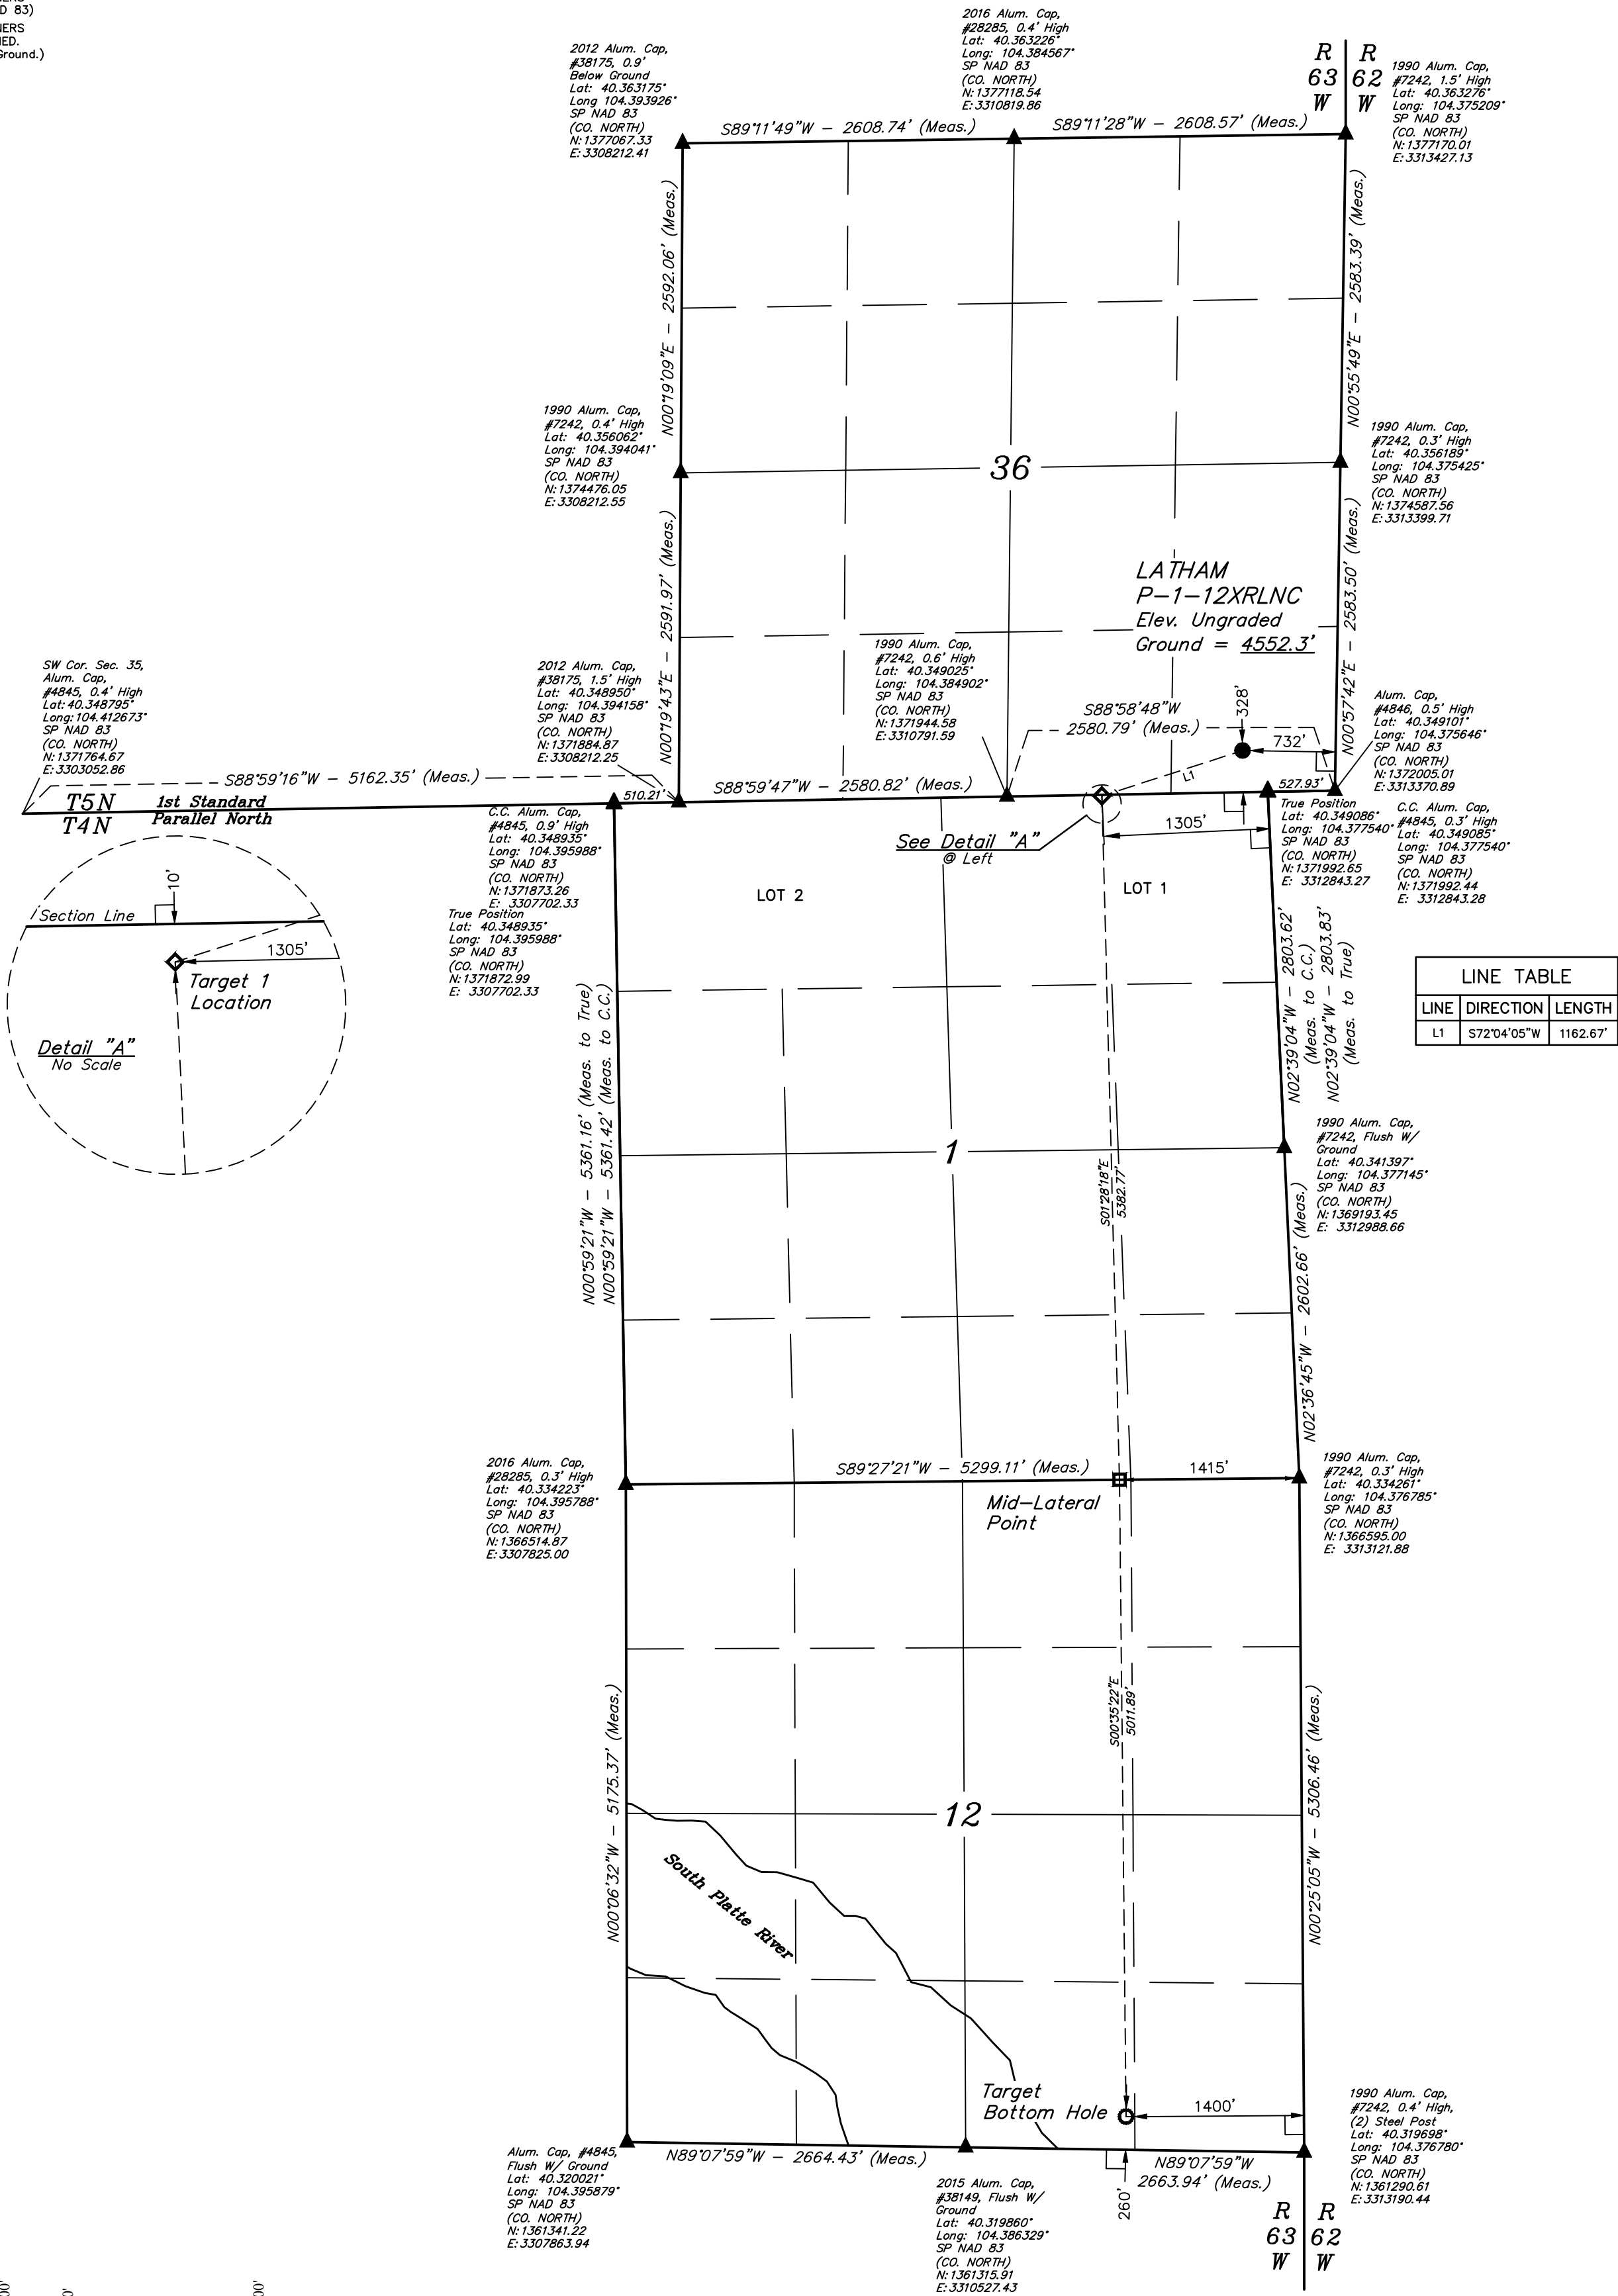 D 83)
NERS
NED.
Ground.)
2012 Alum. Cap,
#38175, 0.9'
Below Ground
Lat: 40.363175°
Long 104.393926°
SP NAD 83
(CO. NORTH)
N:1377067.33
E:3308212.41
2016 Alum. Cap,
#28285, 0.4' High
Lat: 40.363226°
Long: 104.384567°
SP NAD 83
(CO. NORTH)
N:1377118.54
E:3310819.86
R R
63 62
W W
1990 Alum. Cap,
#7242, 1.5' High
Lat: 40.363276°
Long: 104.375209°
SP NAD 83
(CO. NORTH)
N:1377170.01
E:3313427.13
S89°11'49"W - 2608.74' (Meas.)
S89°11'28"W - 2608.57' (Meas.)
N00°19'09"E - 2592.06' (Meas.)
N00°55'49"E - 2583.39' (Meas.)
1990 Alum. Cap,
#7242, 0.4' High
Lat: 40.356062°
Long: 104.394041°
SP NAD 83
(CO. NORTH)
N:1374476.05
E:3308212.55
36
1990 Alum. Cap,
#7242, 0.3' High
Lat: 40.356189°
Long: 104.375425°
SP NAD 83
(CO. NORTH)
N:1374587.56
E:3313399.71
N00°19'43"E - 2591.97' (Meas.)
N00°57'42"E - 2583.50' (Meas.)
LATHAM
P-1-12XRLNC
Elev. Ungraded
Ground = 4552.3'
SW Cor. Sec. 35,
Alum. Cap,
#4845, 0.4' High
Lat:40.348795°
Long:104.412673°
SP NAD 83
(CO. NORTH)
N:1371764.67
E:3303052.86
2012 Alum. Cap,
#38175, 1.5' High
Lat: 40.348950°
Long: 104.394158°
SP NAD 83
(CO. NORTH)
N:1371884.87
E:3308212.25
1990 Alum. Cap,
#7242, 0.6' High
Lat: 40.349025°
Long: 104.384902°
SP NAD 83
(CO. NORTH)
N:1371944.58
E:3310791.59
S88°58'48"W
2580.79' (Meas.)
328'
732'
L1
Alum. Cap,
#4846, 0.5' High
Lat: 40.349101°
Long: 104.375646°
SP NAD 83
(CO. NORTH)
N:1372005.01
E:3313370.89
S88°59'16"W - 5162.35' (Meas.)
510.21'
S88°59'47"W - 2580.82' (Meas.)
527.93'
T5N
T4N
1st Standard
Parallel North
C.C. Alum. Cap,
#4845, 0.9' High
Lat: 40.348935°
Long: 104.395988°
SP NAD 83
(CO. NORTH)
N:1371873.26
E: 3307702.33
True Position
Lat: 40.348935°
Long: 104.395988°
SP NAD 83
(CO. NORTH)
N:1371872.99
E: 3307702.33
See Detail "A"
@ Left
1305'
True Position
Lat: 40.349086°
Long: 104.377540°
SP NAD 83
(CO. NORTH)
N:1371992.65
E: 3312843.27
C.C. Alum. Cap,
#4845, 0.3' High
Lat: 40.349085°
Long: 104.377540°
SP NAD 83
(CO. NORTH)
N:1371992.44
E: 3312843.28
LOT 2
LOT 1
10'
Section Line
1305'
Target 1
Location
Detail "A"
No Scale
N00°59'21"W - 5361.16' (Meas. to True)
N00°59'21"W - 5361.42' (Meas. to C.C.)
N02°39'04"W - 2803.62'
(Meas. to C.C.)
N02°39'04"W - 2803.83'
(Meas. to True)
LINE TABLE
LINE DIRECTION LENGTH
L1 S72°04'05"W 1162.67'
1
S01°28'18"E
5382.77'
1990 Alum. Cap,
#7242, Flush W/
Ground
Lat: 40.341397°
Long: 104.377145°
SP NAD 83
(CO. NORTH)
N:1369193.45
E: 3312988.66
N02°36'45"W - 2602.66' (Meas.)
2016 Alum. Cap,
#28285, 0.3' High
Lat: 40.334223°
Long: 104.395788°
SP NAD 83
(CO. NORTH)
N:1366514.87
E:3307825.00
S89°27'21"W - 5299.11' (Meas.)
1415'
Mid-Lateral
Point
1990 Alum. Cap,
#7242, 0.3' High
Lat: 40.334261°
Long: 104.376785°
SP NAD 83
(CO. NORTH)
N:1366595.00
E: 3313121.88
N00°06'32"W - 5175.37' (Meas.)
S00°35'22"E
5011.89'
N00°25'05"W - 5306.46' (Meas.)
12
South Platte River
Target
Bottom Hole
1400'
1990 Alum. Cap,
#7242, 0.4' High,
(2) Steel Post
Lat: 40.319698°
Long: 104.376780°
SP NAD 83
(CO. NORTH)
N:1361290.61
E:3313190.44
Alum. Cap, #4845,
Flush W/ Ground
Lat: 40.320021°
Long: 104.395879°
SP NAD 83
(CO. NORTH)
N:1361341.22
E:3307863.94
N89°07'59"W - 2664.43' (Meas.)
2015 Alum. Cap,
#38149, Flush W/
Ground
Lat: 40.319860°
Long: 104.386329°
SP NAD 83
(CO. NORTH)
N:1361315.91
E:3310527.43
260'
N89°07'59"W
2663.94' (Meas.)
R R
63 62
W W